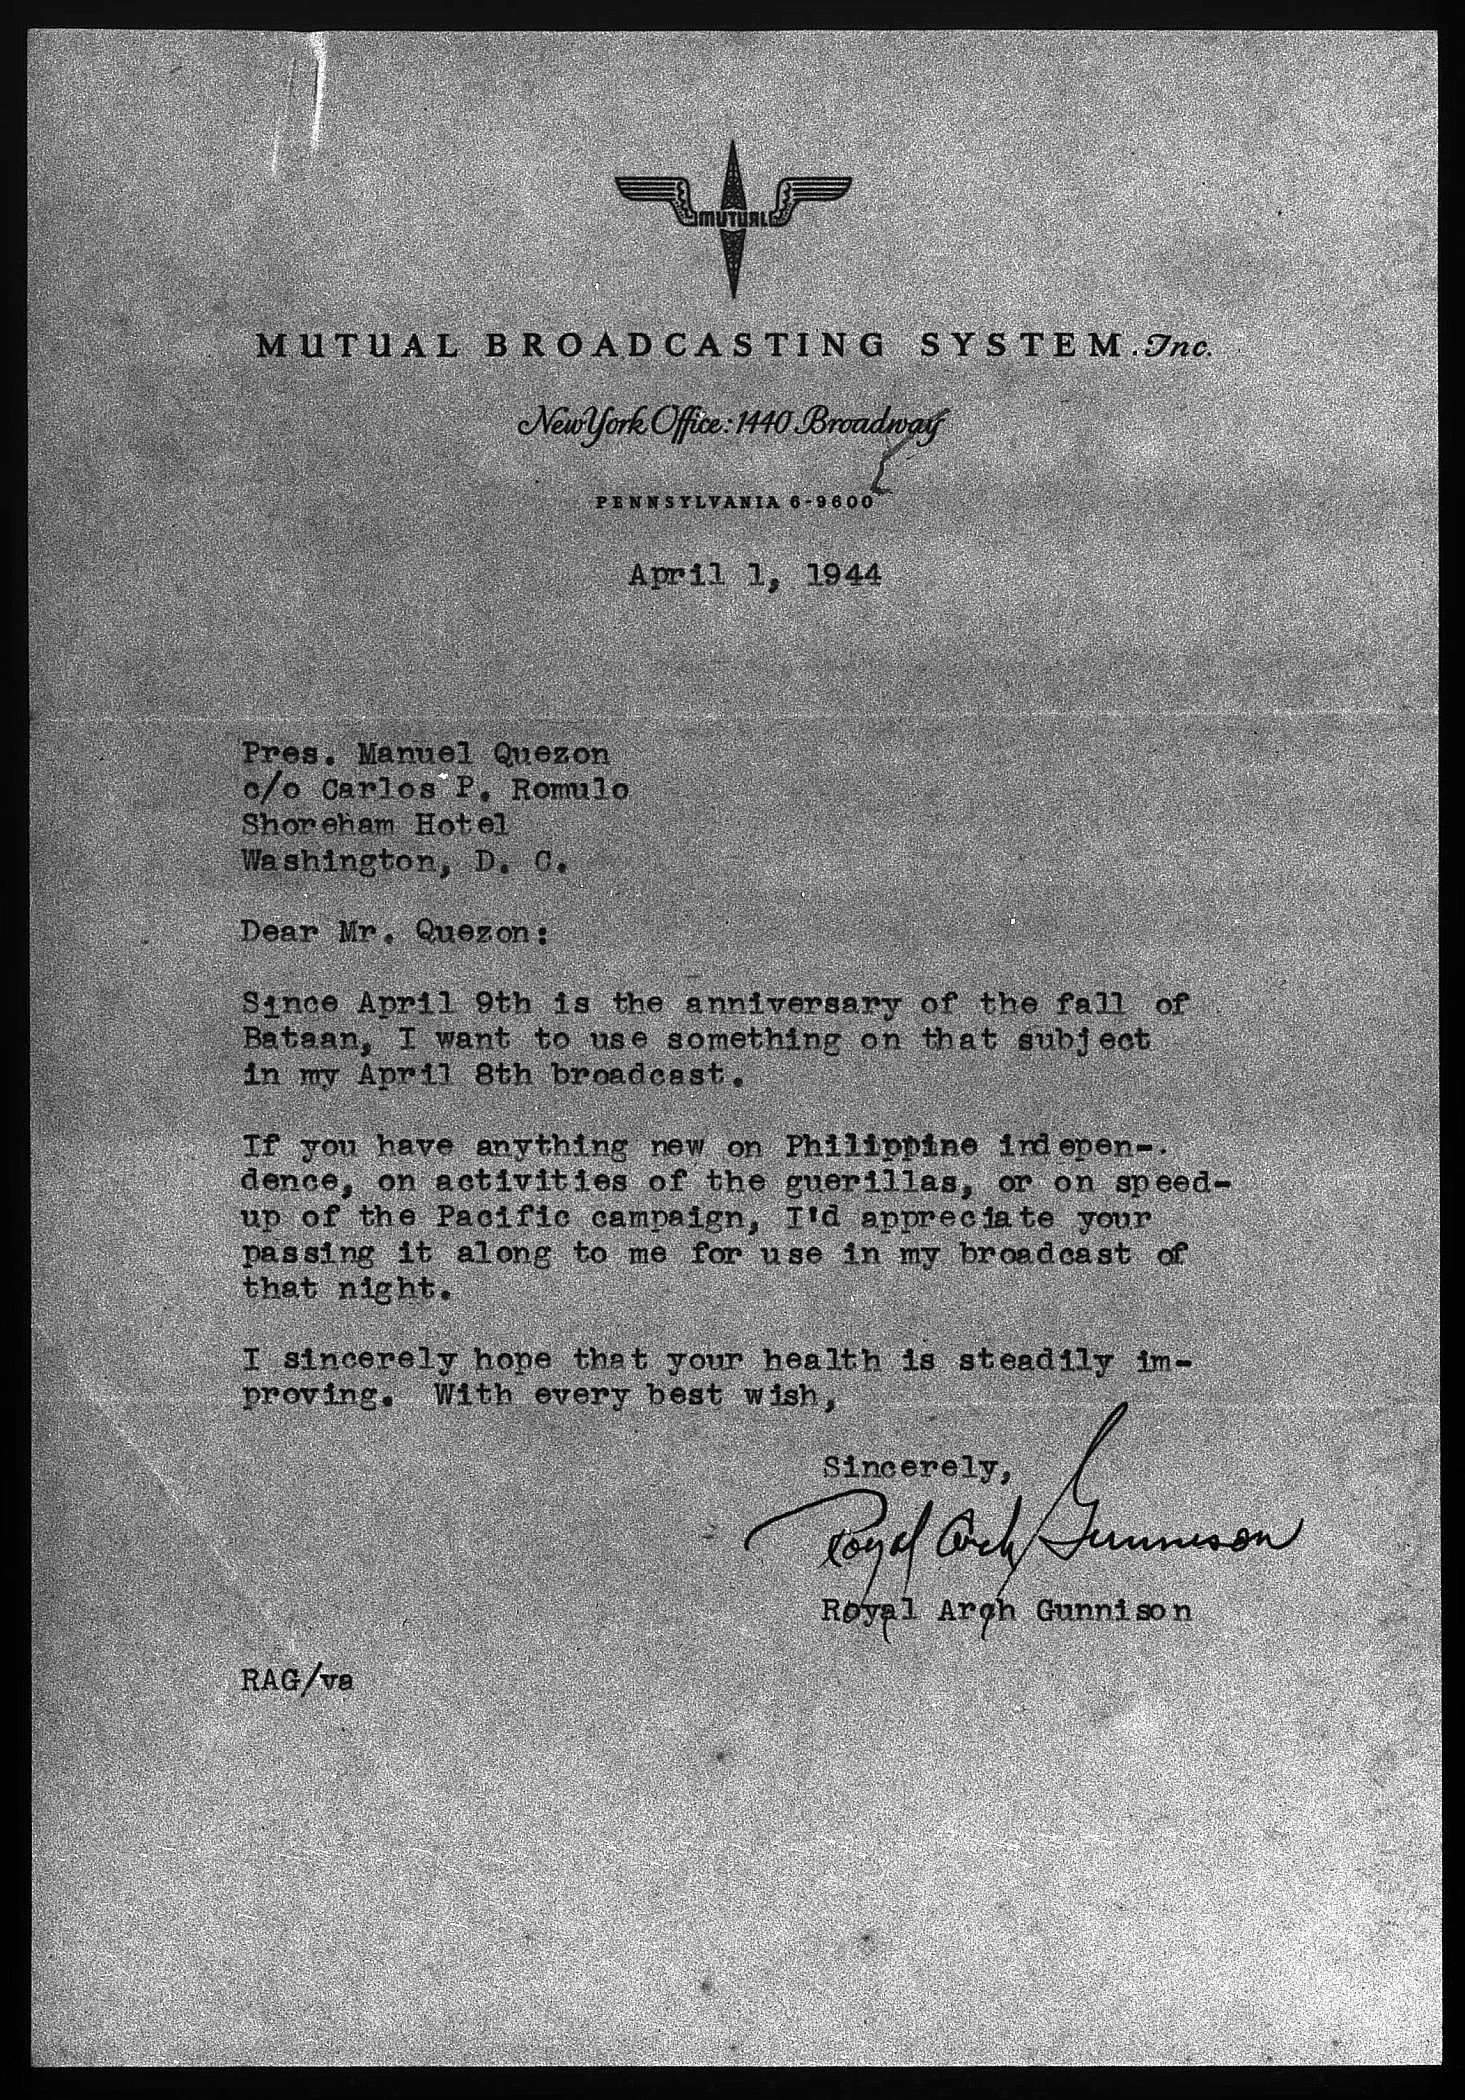 MUTUAL
MUTUAL BROADCASTING SYSTEM. Inc.
New York Office: 1440 Broadway
PENNSYLVANIA 6-9600
April 1, 1944
Pres. Manuel Quezon
c/o Carlos P. Romulo
Shoreham Hotel
Washington, D. C.
Dear Mr. Quezon:
Since April 9th is the anniversary of the fall of
Bataan, I want to use something on that subject
in my April 8th broadcast.
If you have anything new on Philippine indepen-
dence, on activities of the guerillas, or on speed-
up of the Pacific campaign, I'd appreciate your
passing it along to me for use in my broadcast of
that night.
I sincerely hope that your health is steadily im-
proving. With every best wish,
Sincerely,
Royal Arch Gunnison
Royal Arch Gunnison
RAG/va